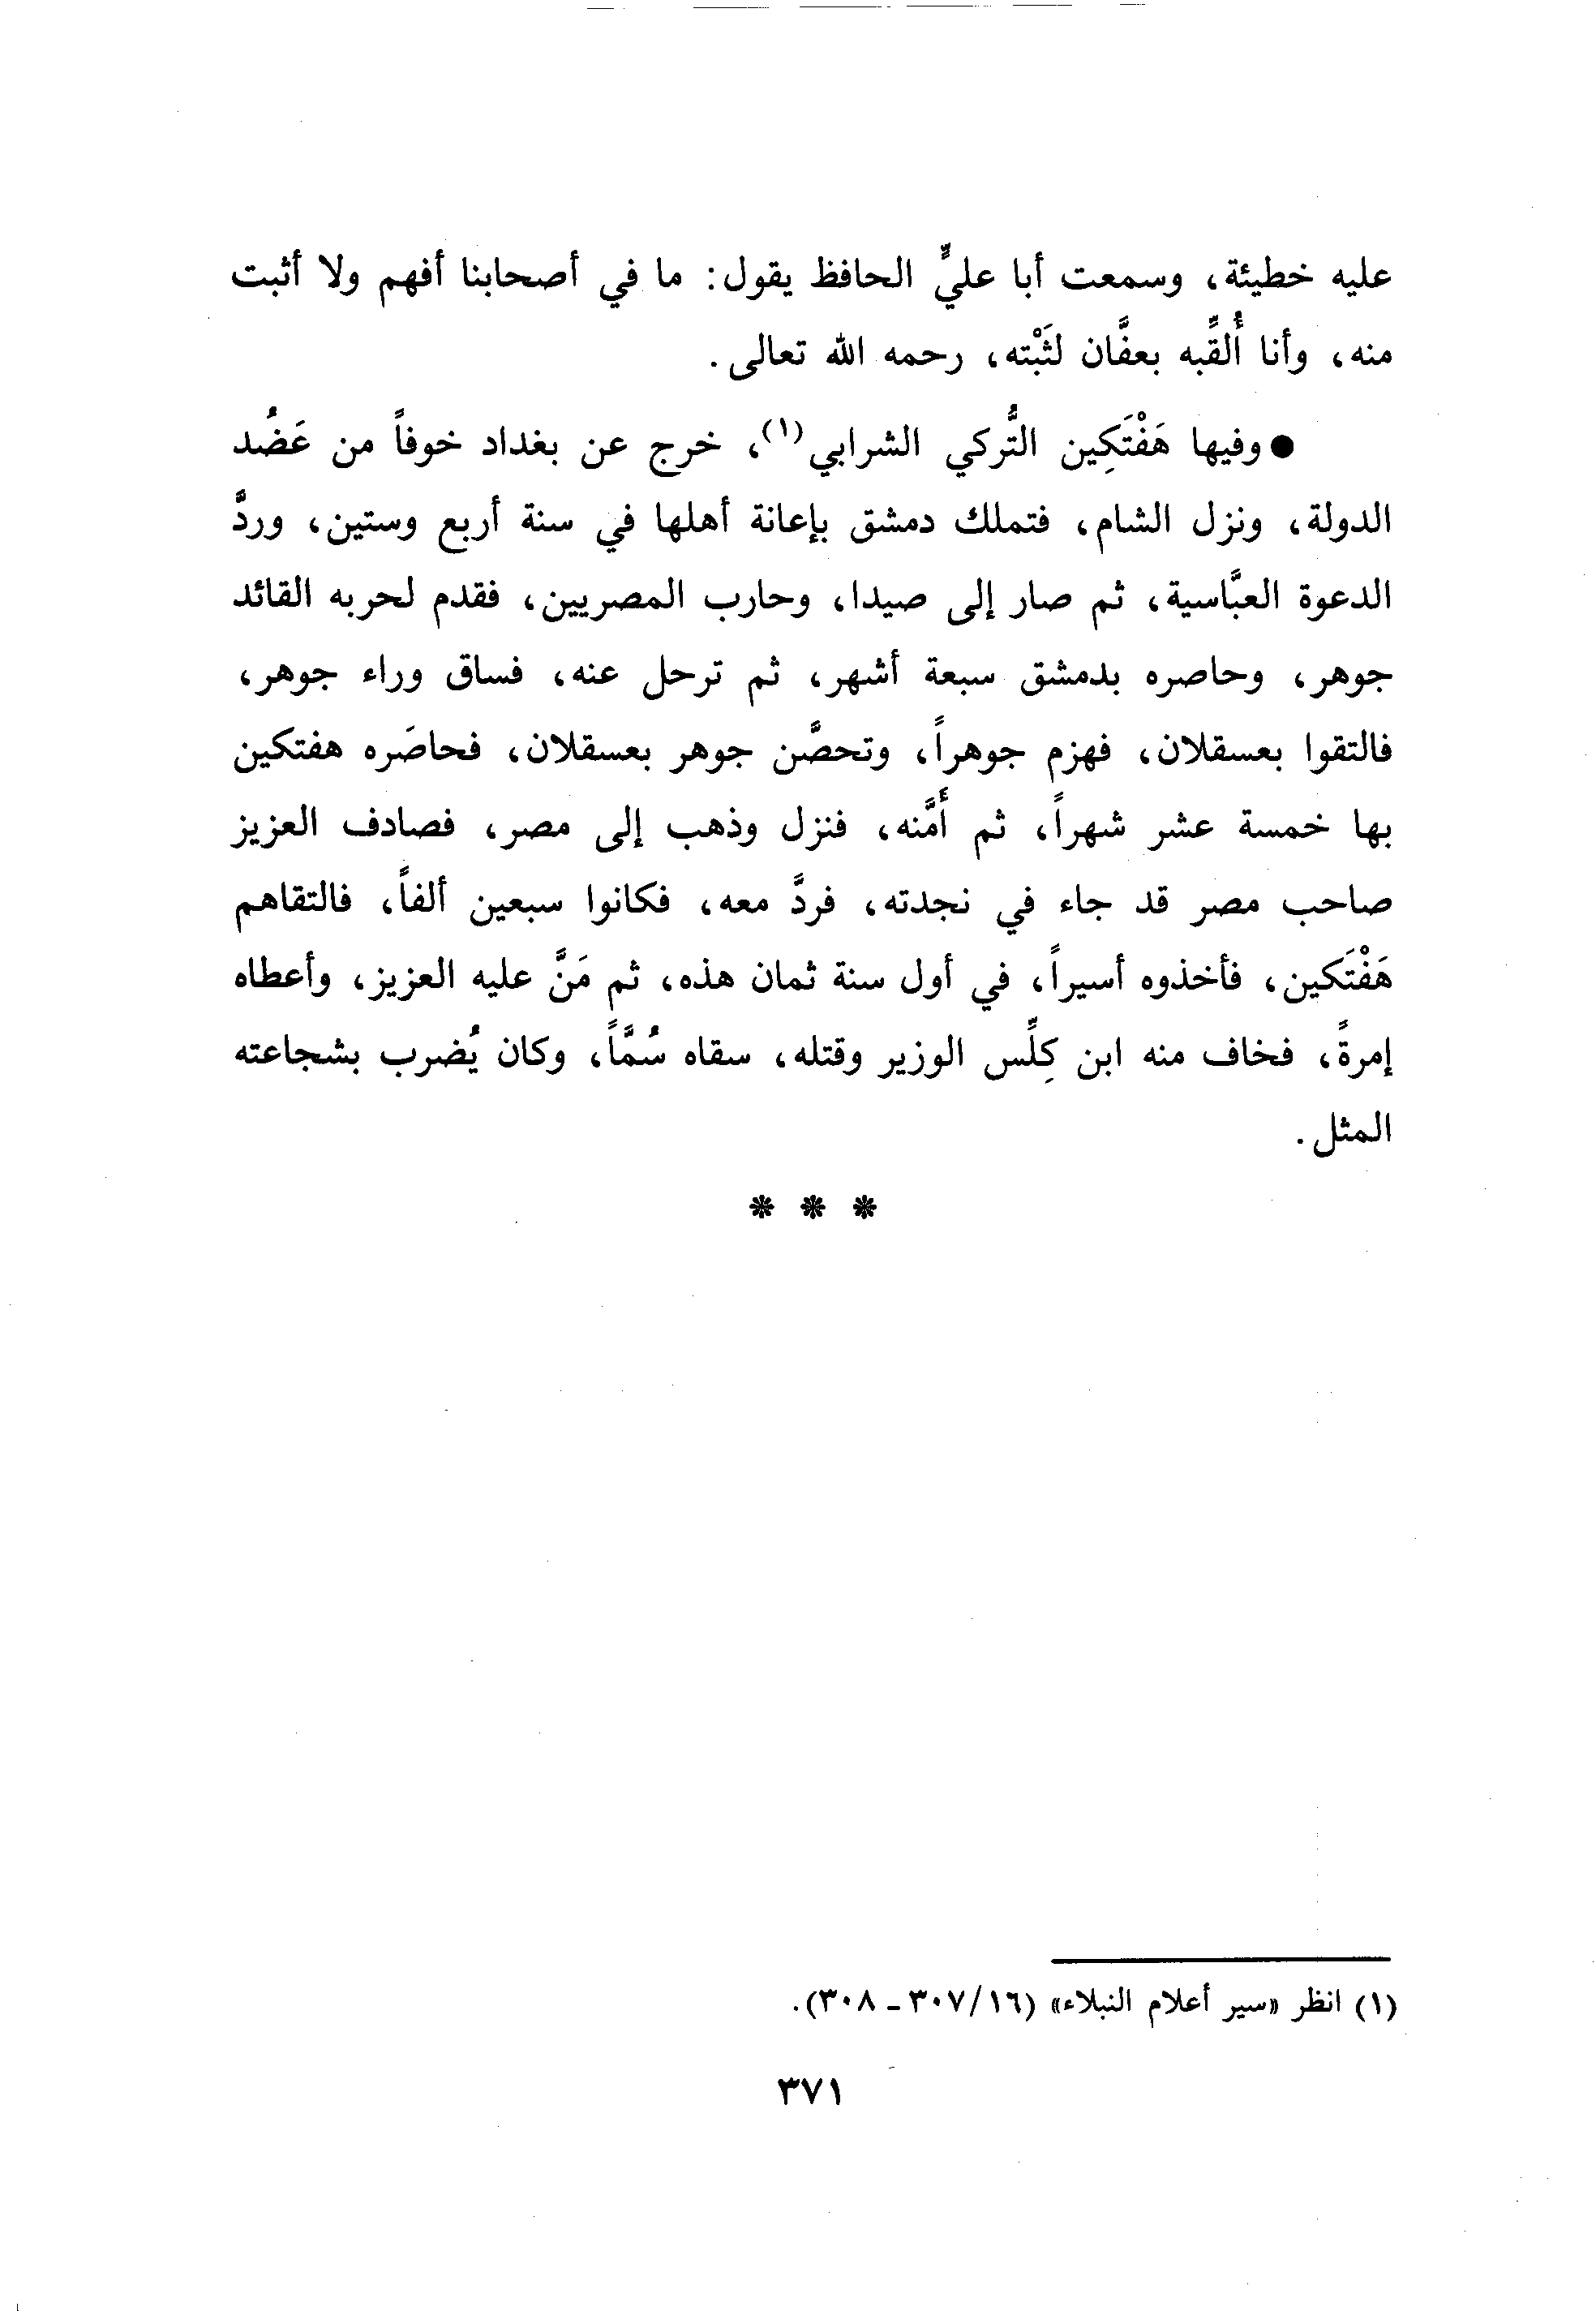 عليه خطيئة، وسمعت أبا عليٍّ الحافظ يقول: ما في أصحابنا أفهم ولا أثبت
منه، وأنا أُلقِّبه بعفَّان لثَبْته، رحمه الله تعالى.
● وفيها هَفْتَكِين التُّركي الشرابي(١)، خرج عن بغداد خوفاً من عَضُد
الدولة، ونزل الشام، فتملك دمشق بإعانة أهلها في سنة أربع وستين، وردَّ
الدعوة العبَّاسية، ثم صار إلى صيدا، وحارب المصريين، فقدم لحربه القائد
جوهر، وحاصره بدمشق سبعة أشهر، ثم ترحل عنه، فساق وراء جوهر،
فالتقوا بعسقلان، فهزم جوهراً، وتحصَّن جوهر بعسقلان، فحاصَره هفتكين
بها خمسة عشر شهراً، ثم أَمَّنه، فنزل وذهب إلى مصر، فصادف العزيز
صاحب مصر قد جاء في نجدته، فردَّ معه، فكانوا سبعين ألفاً، فالتقاهم
هَفْتَكين، فأخذوه أسيراً، في أول سنة ثمان هذه، ثم مَنَّ عليه العزيز، وأعطاه
إمرةً، فخاف منه ابن كِلِّس الوزير وقتله، سقاه سُمَّاً، وكان يُضرب بشجاعته
المثل.
* * *
(١) انظر «سير أعلام النبلاء» (١٦/ ٣٠٧ - ٣٠٨).
٣٧١